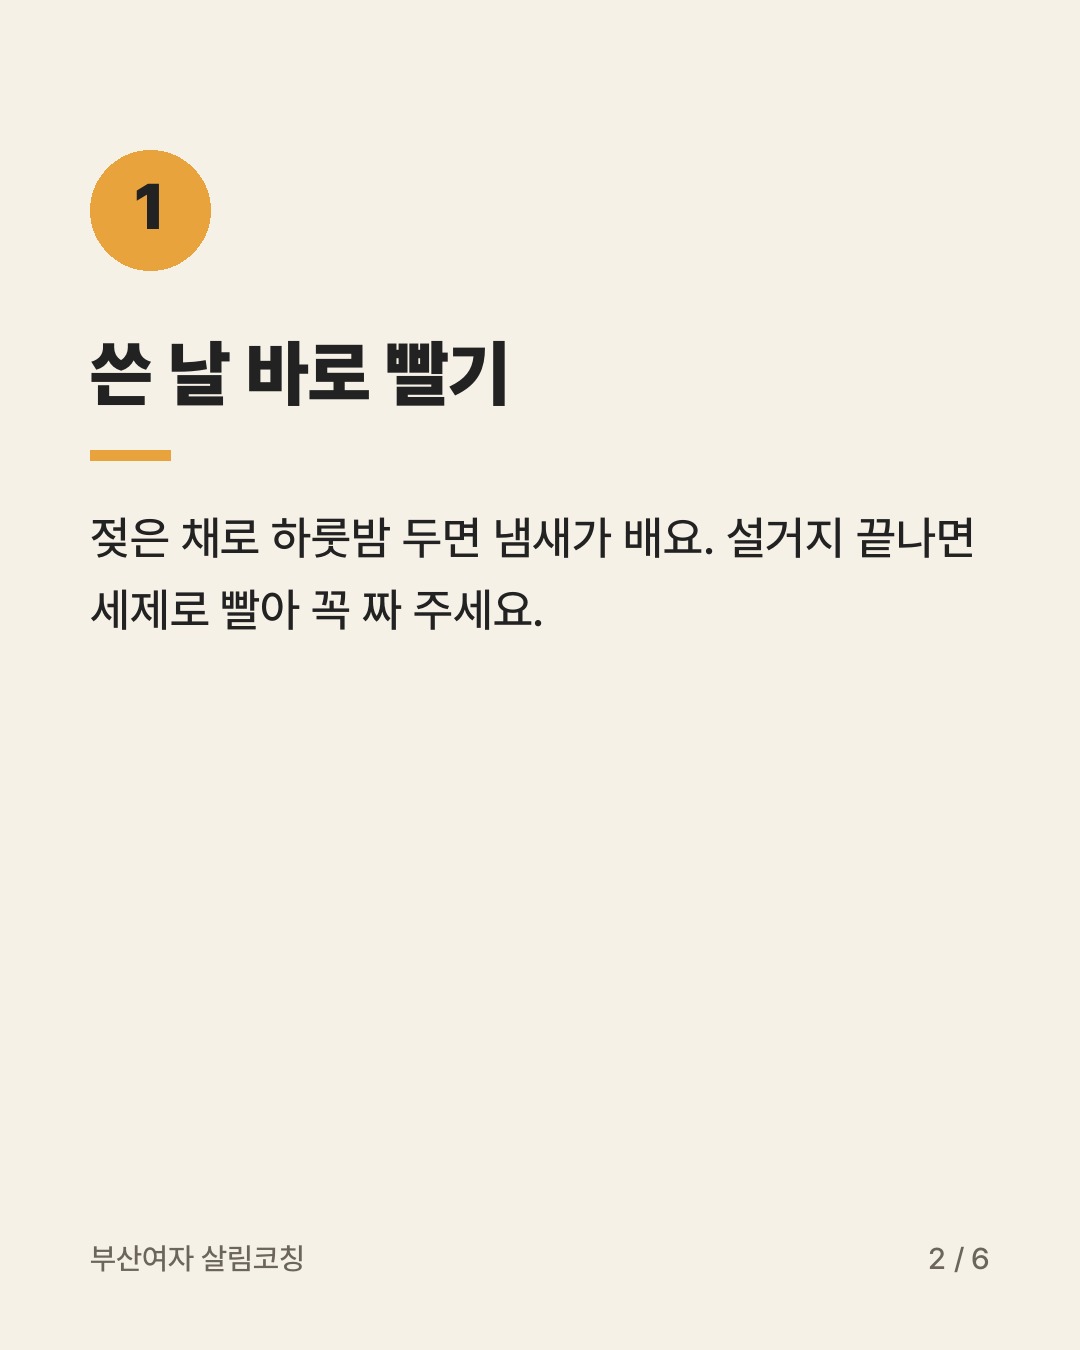 1
쓴 날 바로 빨기
젖은 채로 하룻밤 두면 냄새가 배요. 설거지 끝나면
세제로 빨아 꼭 짜 주세요.
부산여자 살림코칭
2 / 6